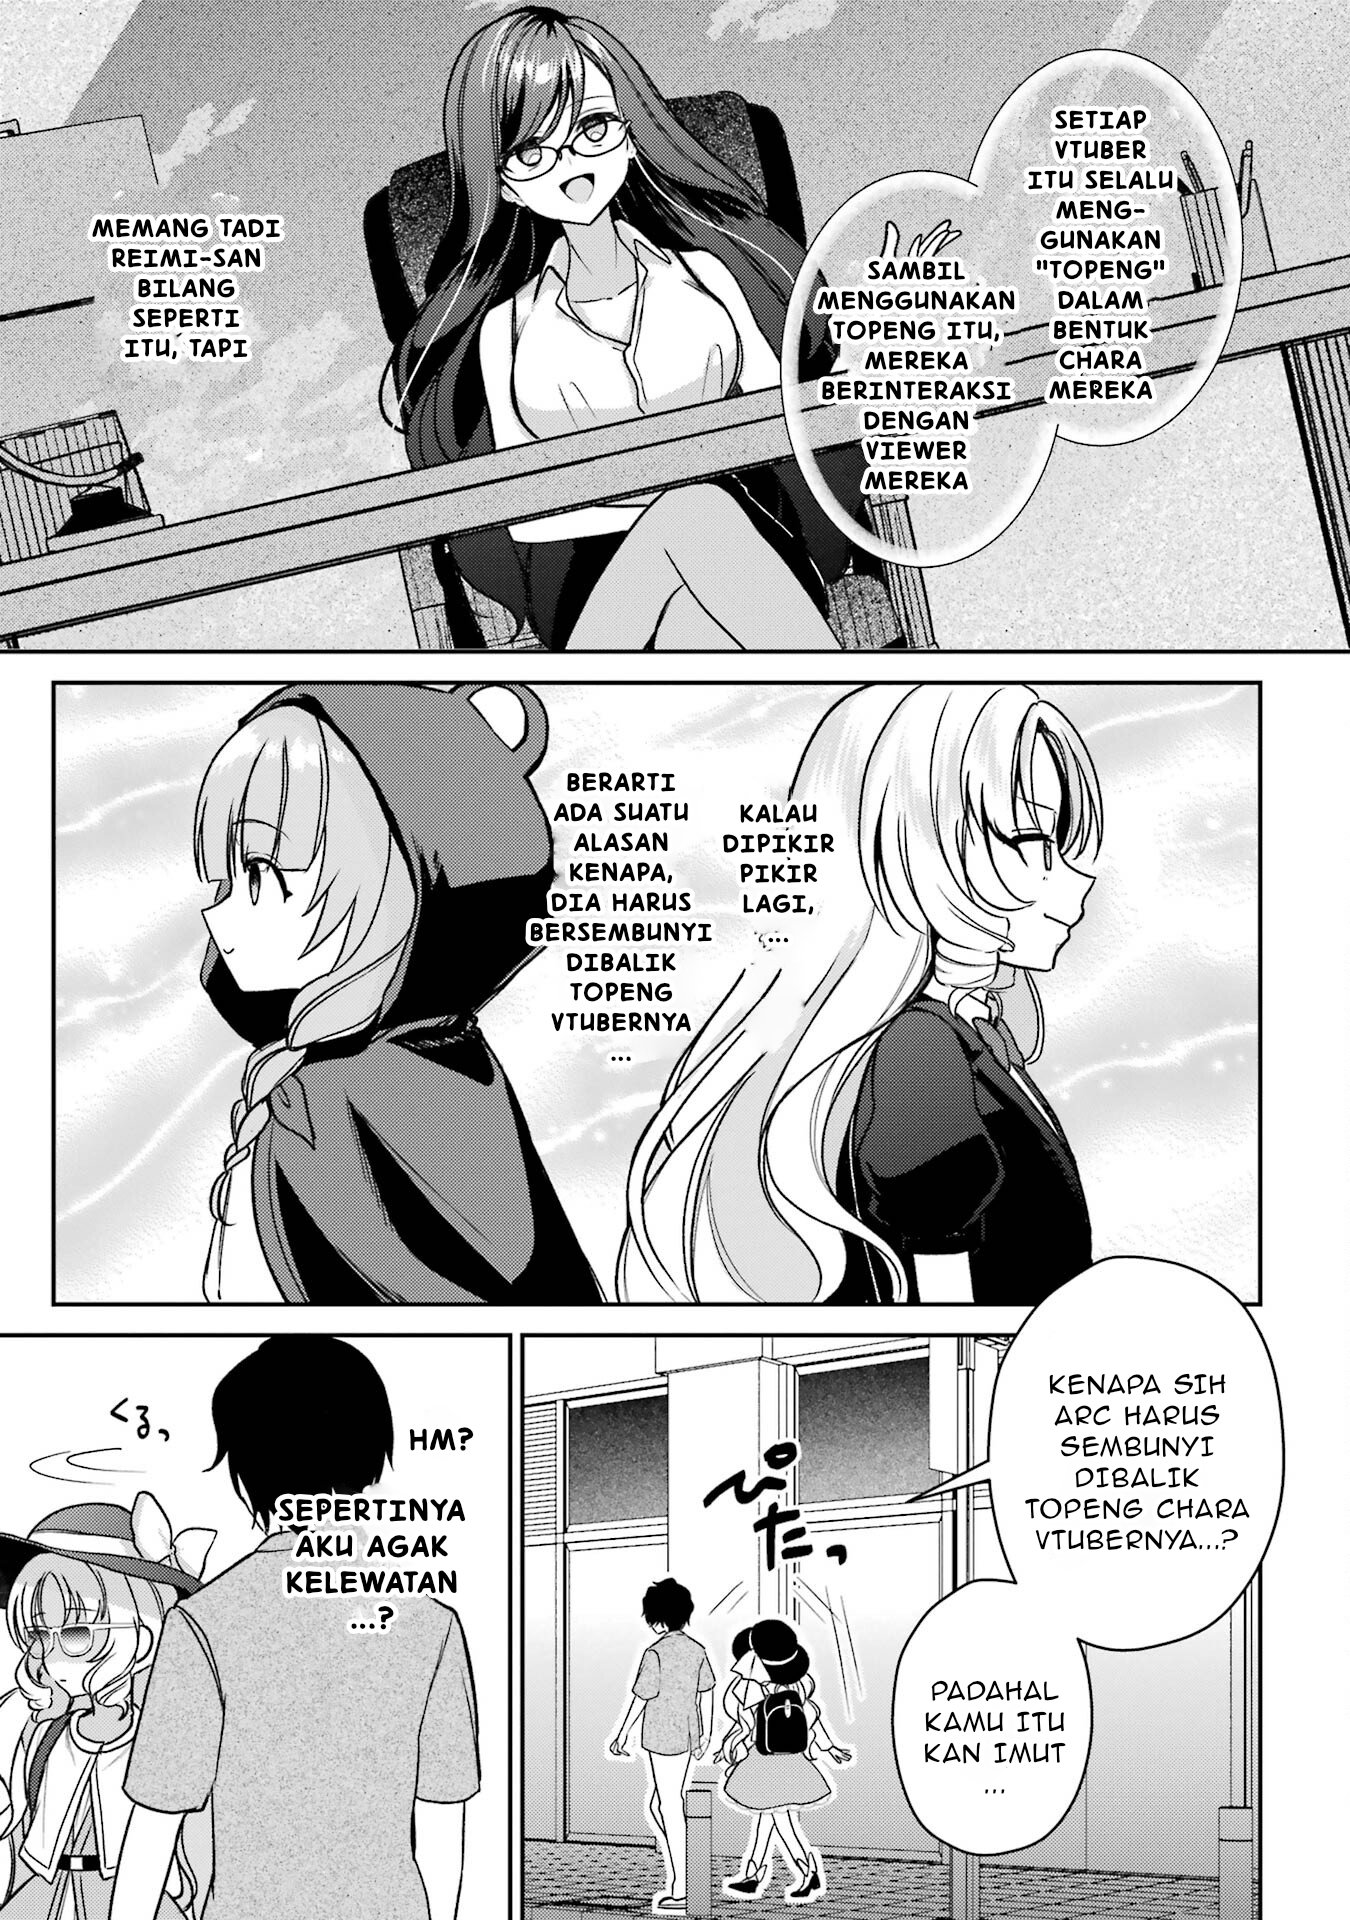 SETIAP
VTUBER
ITU SELALU
MENG-
GUNAKAN
"TOPENG"
DALAM
BENTUK
CHARA
MEREKA
SAMBIL
MENGGUNAKAN
TOPENG ITU,
MEREKA
BERINTERAKSI
DENGAN
VIEWER
MEREKA
MEMANG TADI
REIMI-SAN
BILANG
SEPERTI
ITU, TAPI
KALAU
DIPIKIR
PIKIR
LAGI,
...
BERARTI
ADA SUATU
ALASAN
KENAPA,
DIA HARUS
BERSEMBUNYI
DIBALIK
TOPENG
VTUBERNYA
...
KENAPA SIH
ARC HARUS
SEMBUNYI
DIBALIK
TOPENG CHARA
VTUBERNYA...?
PADAHAL
KAMU ITU
KAN IMUT
...
ぴたっ
HM?
SEPERTINYA
AKU AGAK
KELEWATAN
...?
くるっ